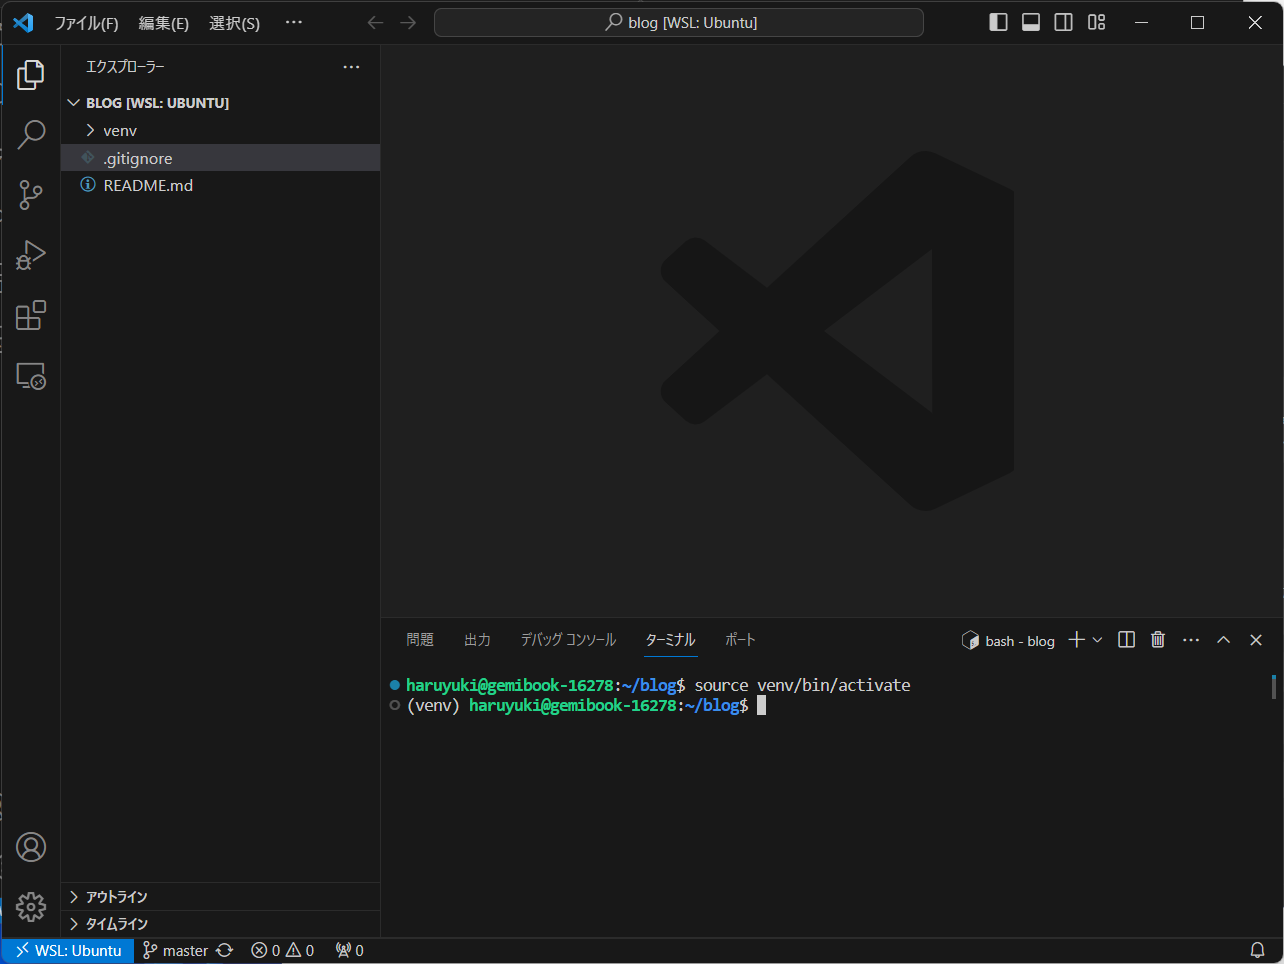 ファイル(F) 編集(E) 選択(S) ··· blog [WSL: Ubuntu]
エクスプローラー ···
BLOG [WSL: UBUNTU]
venv
.gitignore
README.md
問題 出力 デバッグ コンソール ターミナル ポート bash - blog ···
haruyuki@gemibook-16278:~/blog$ source venv/bin/activate
(venv) haruyuki@gemibook-16278:~/blog$
アウトライン
タイムライン
WSL: Ubuntu master 0 0 0